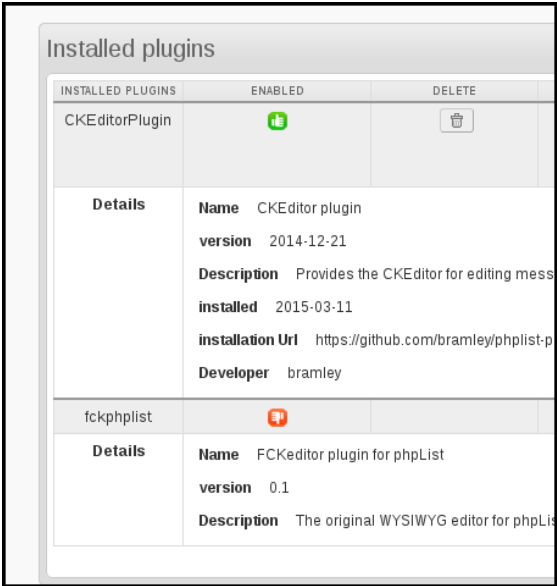 Installed plugins
INSTALLED PLUGINS ENABLED DELETE
CKEditorPlugin
Details
Name CKEditor plugin
version 2014-12-21
Description Provides the CKEditor for editing mess
installed 2015-03-11
installation Url https://github.com/bramley/phplist-p
Developer bramley
fckphplist
Details
Name FCKeditor plugin for phpList
version 0.1
Description The original WYSIWYG editor for phpLis